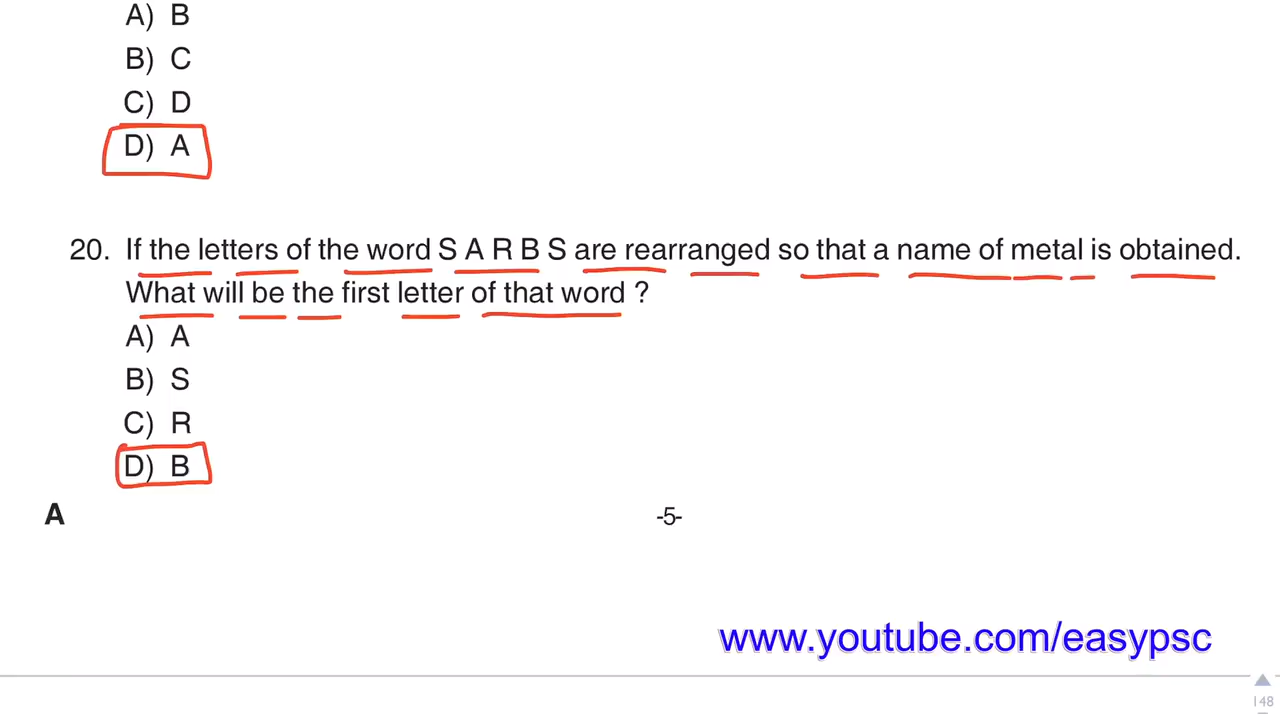 A) B
B) C
C) D
D) A
20. If the letters of the word S A R B S are rearranged so that a name of metal is obtained.
What will be the first letter of that word ?
A) A
B) S
C) R
D) B
A
-5-
www.youtube.com/easypsc
148